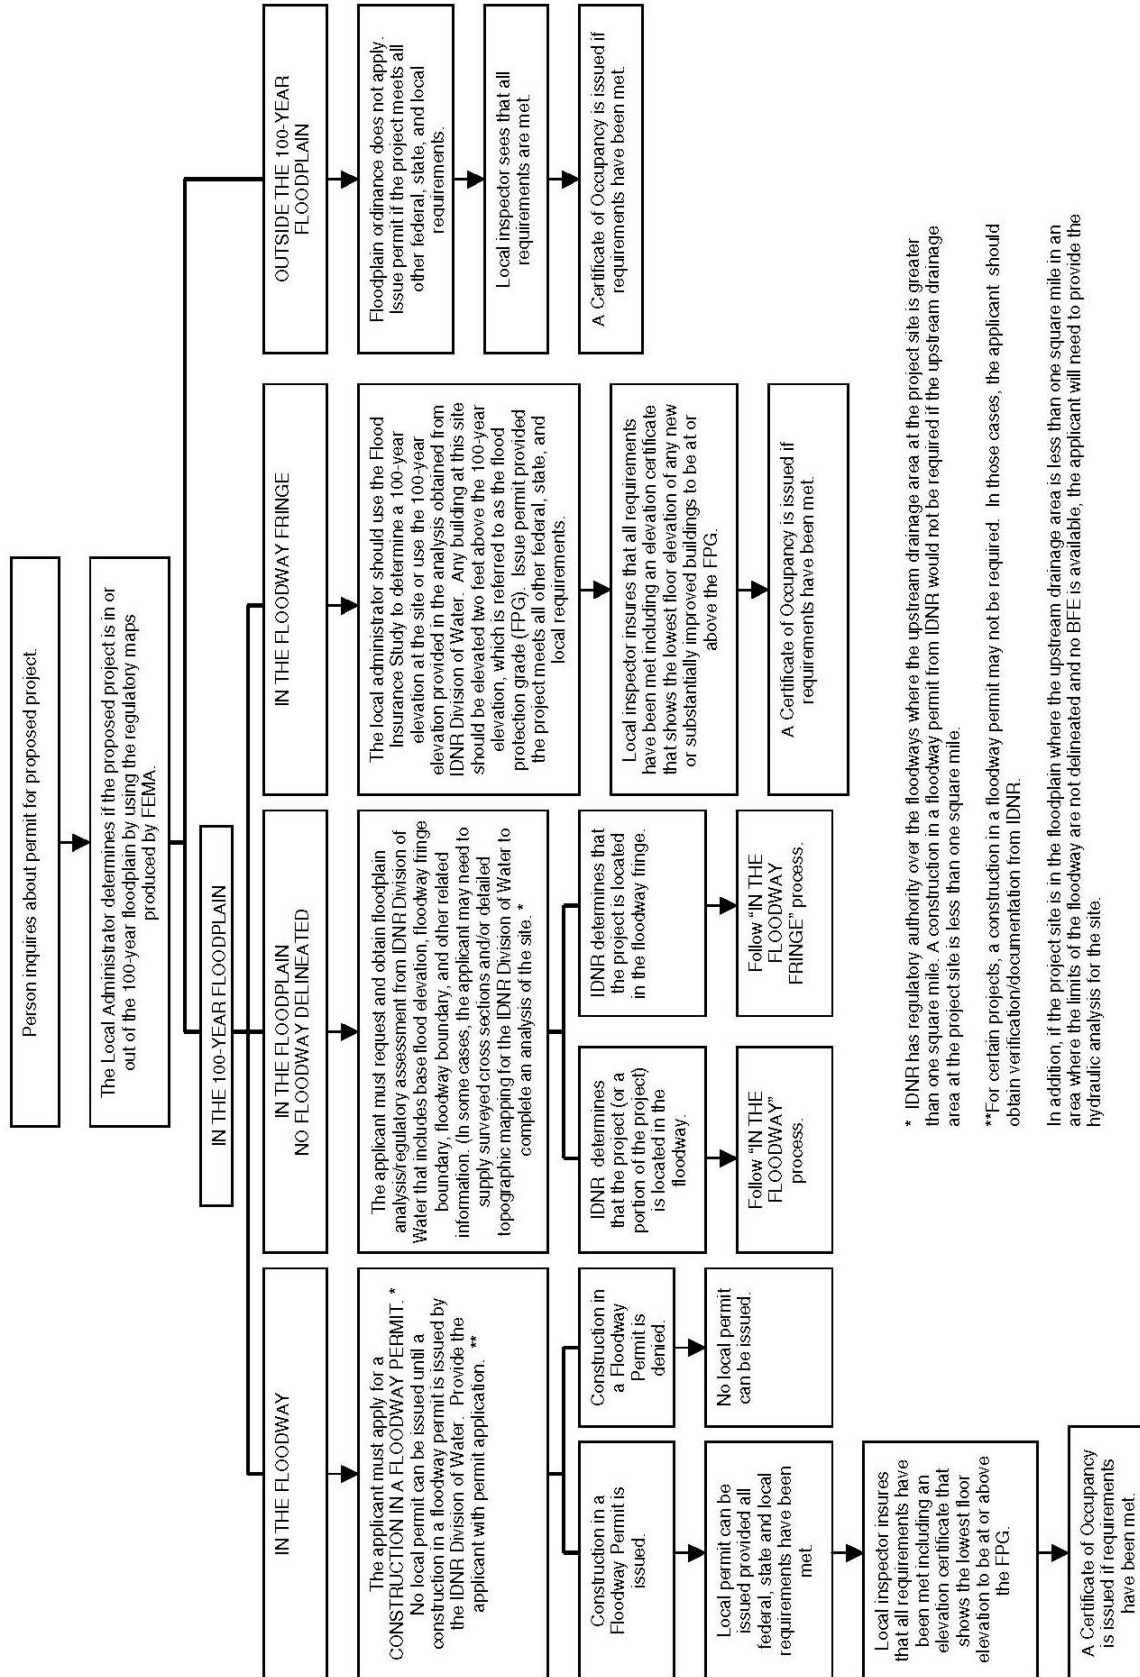 Person inquires about permit for proposed project.
The Local Administrator determines if the proposed project is in or
out of the 100-year floodplain by using the regulatory maps
produced by FEMA.
IN THE 100-YEAR FLOODPLAIN
IN THE FLOODWAY
The applicant must apply for a
CONSTRUCTION IN A FLOODWAY PERMIT. *
No local permit can be issued until a
construction in a floodway permit is issued by
the IDNR Division of Water. Provide the
applicant with permit application. **
Construction in a
Floodway Permit is
issued.
Local permit can be
issued provided all
federal, state and local
requirements have been
met.
Local inspector insures
that all requirements have
been met including an
elevation certificate that
shows the lowest floor
elevation to be at or above
the FPG.
A Certificate of Occupancy
is issued if requirements
have been met.
Construction in
a Floodway
Permit is
denied.
No local permit
can be issued.
IN THE FLOODPLAIN
NO FLOODWAY DELINEATED
The applicant must request and obtain floodplain
analysis/regulatory assessment from IDNR Division of
Water that includes base flood elevation, floodway fringe
boundary, floodway boundary, and other related
information. (In some cases, the applicant may need to
supply surveyed cross sections and/or detailed
topographic mapping for the IDNR Division of Water to
complete an analysis of the site. *
IDNR determines
that the project (or a
portion of the project)
is located in the
floodway.
Follow "IN THE
FLOODWAY"
process.
IDNR determines that
the project is located
in the floodway fringe.
Follow "IN THE
FLOODWAY
FRINGE" process.
IN THE FLOODWAY FRINGE
The local administrator should use the Flood
Insurance Study to determine a 100-year
elevation at the site or use the 100-year
elevation provided in the analysis obtained from
IDNR Division of Water. Any building at this site
should be elevated two feet above the 100-year
elevation, which is referred to as the flood
protection grade (FPG). Issue permit provided
the project meets all other federal, state, and
local requirements.
Local inspector insures that all requirements
have been met including an elevation certificate
that shows the lowest floor elevation of any new
or substantially improved buildings to be at or
above the FPG.
A Certificate of Occupancy is issued if
requirements have been met.
OUTSIDE THE 100-YEAR
FLOODPLAIN
Floodplain ordinance does not apply.
Issue permit if the project meets all
other federal, state, and local
requirements.
Local inspector sees that all
requirements are met.
A Certificate of Occupancy is issued if
requirements have been met.
* IDNR has regulatory authority over the floodways where the upstream drainage area at the project site is greater
than one square mile. A construction in a floodway permit from IDNR would not be required if the upstream drainage
area at the project site is less than one square mile.
**For certain projects, a construction in a floodway permit may not be required. In those cases, the applicant should
obtain verification/documentation from IDNR.
In addition, if the project site is in the floodplain where the upstream drainage area is less than one square mile in an
area where the limits of the floodway are not delineated and no BFE is available, the applicant will need to provide the
hydraulic analysis for the site.